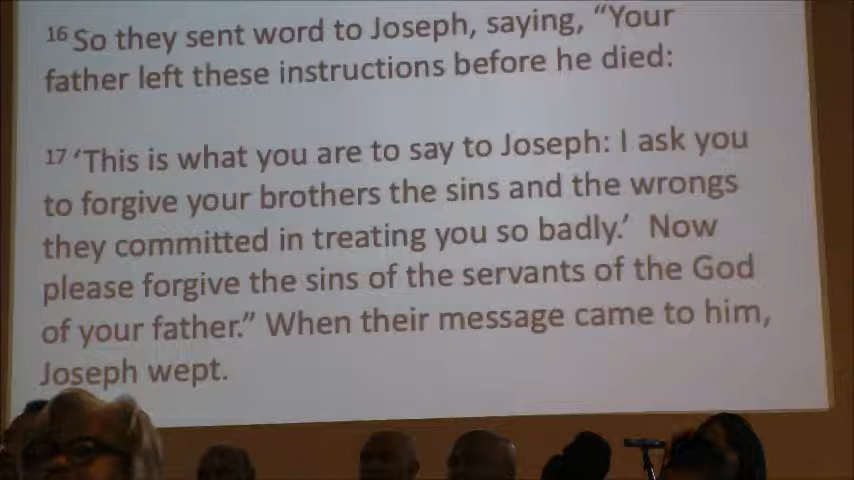 16 So they sent word to Joseph, saying, “Your
father left these instructions before he died:
17 ‘This is what you are to say to Joseph: I ask you
to forgive your brothers the sins and the wrongs
they committed in treating you so badly.’ Now
please forgive the sins of the servants of the God
of your father.” When their message came to him,
Joseph wept.